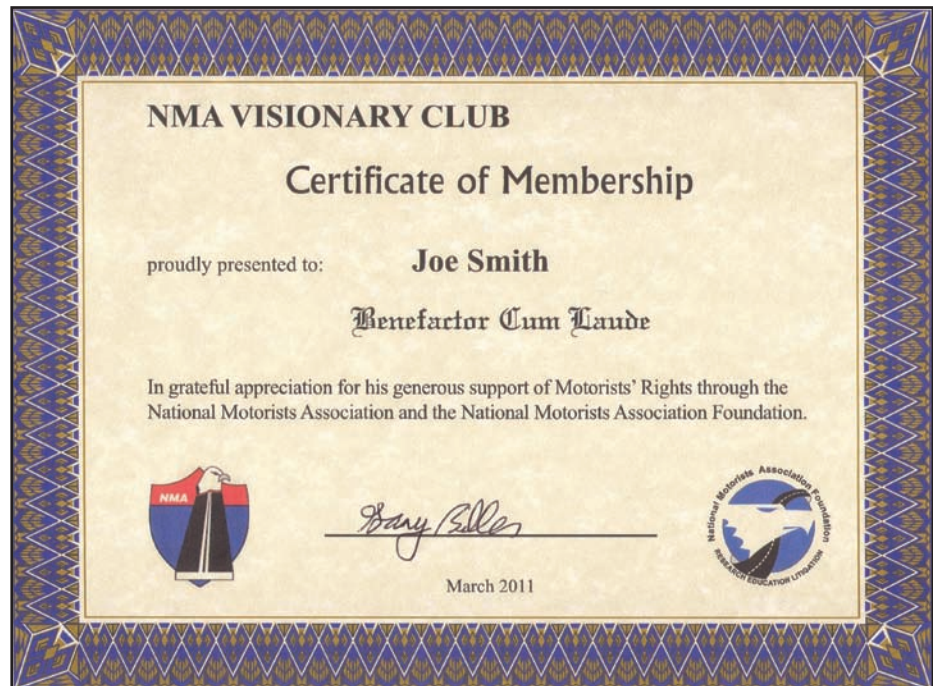 NMA VISIONARY CLUB
Certificate of Membership
proudly presented to: Joe Smith
Benefactor Cum Laude
In grateful appreciation for his generous support of Motorists' Rights through the
National Motorists Association and the National Motorists Association Foundation.
NMA
Gary Biller
National Motorists Association Foundation
RESEARCH EDUCATION LITIGATION
March 2011